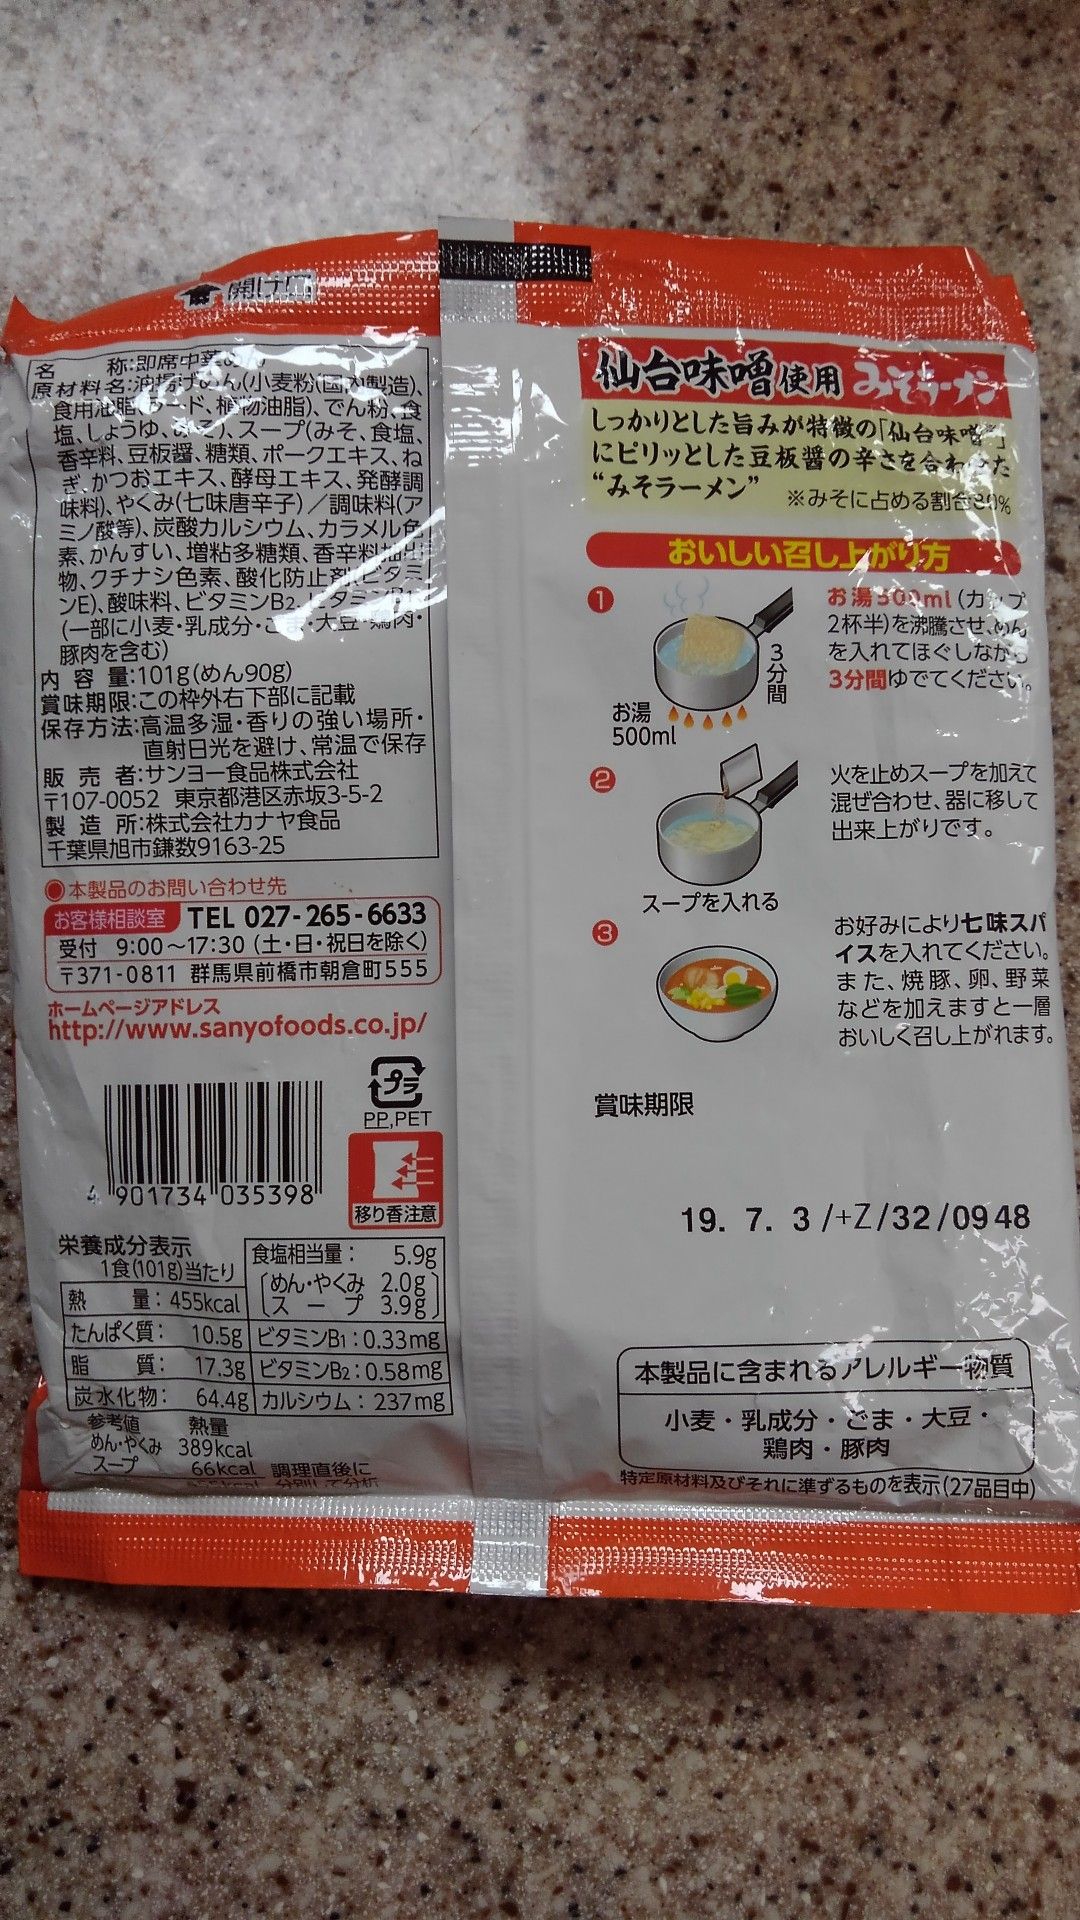 開け口
名 称:即席中華めん
原材料名:油揚げめん(小麦粉(国内製造)、
食用油脂(ラード、植物油脂)、でん粉、食
塩、しょうゆ、みそ)、スープ(みそ、食塩、
香辛料、豆板醤、糖類、ポークエキス、ね
ぎ、かつおエキス、酵母エキス、発酵調
味料)、やくみ(七味唐辛子)/調味料(ア
ミノ酸等)、炭酸カルシウム、カラメル色
素、かんすい、増粘多糖類、香辛料抽出
物、クチナシ色素、酸化防止剤(ビタミ
ンE)、酸味料、ビタミンB2、ビタミンB1
(一部に小麦・乳成分・ごま・大豆・鶏肉・
豚肉を含む)
内容量:101g(めん90g)
賞味期限:この枠外右下部に記載
保存方法:高温多湿・香りの強い場所・
直射日光を避け、常温で保存
販売者:サンヨー食品株式会社
〒107-0052 東京都港区赤坂3-5-2
製造所:株式会社カナヤ食品
千葉県旭市鎌数9163-25
●本製品のお問い合わせ先
お客様相談室 TEL 027-265-6633
受付 9:00〜17:30 (土・日・祝日を除く)
〒371-0811 群馬県前橋市朝倉町555
ホームページアドレス
http://www.sanyofoods.co.jp/
プラ
PP,PET
4 901734 035398
移り香注意
栄養成分表示
1食(101g)当たり
熱量: 455kcal
たんぱく質: 10.5g
脂質: 17.3g
炭水化物: 64.4g
食塩相当量: 5.9g
めん・やくみ 2.0g
スープ 3.9g
ビタミンB1:0.33mg
ビタミンB2:0.58mg
カルシウム:237mg
参考値 熱量
めん・やくみ 389kcal
スープ 66kcal 調理直後に
分別して分析
仙台味噌使用 みそラーメン
しっかりとした旨みが特徴の「仙台味噌※」
にピリッとした豆板醤の辛さを合わせた
“みそラーメン” ※みそに占める割合30%
おいしい召し上がり方
1
お湯500ml(カップ
2杯半)を沸騰させ、めん
を入れてほぐしながら
3分間ゆでてください。
3分間
お湯
500ml
2
火を止めスープを加えて
混ぜ合わせ、器に移して
出来上がりです。
スープを入れる
3
お好みにより七味スパ
イスを入れてください。
また、焼豚、卵、野菜
などを加えますと一層
おいしく召し上がれます。
賞味期限
19. 7. 3 /+Z/32/0948
本製品に含まれるアレルギー物質
小麦・乳成分・ごま・大豆・
鶏肉・豚肉
特定原材料及びそれに準ずるものを表示(27品目中)